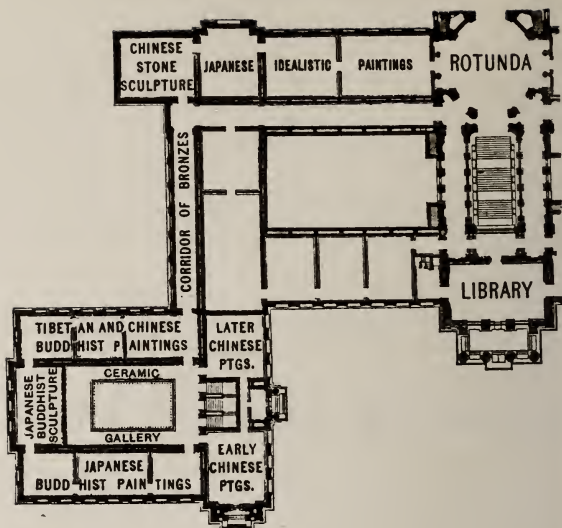 CHINESE
STONE
SCULPTURE
JAPANESE
IDEALISTIC
PAINTINGS
ROTUNDA
CORRIDOR OF BRONZES
LIBRARY
TIBETAN AND CHINESE
BUDDHIST PAINTINGS
LATER
CHINESE
PTGS.
JAPANESE
BUDDHIST
SCULPTURE
CERAMIC
GALLERY
EARLY
CHINESE
PTGS.
JAPANESE
BUDDHIST PAINTINGS